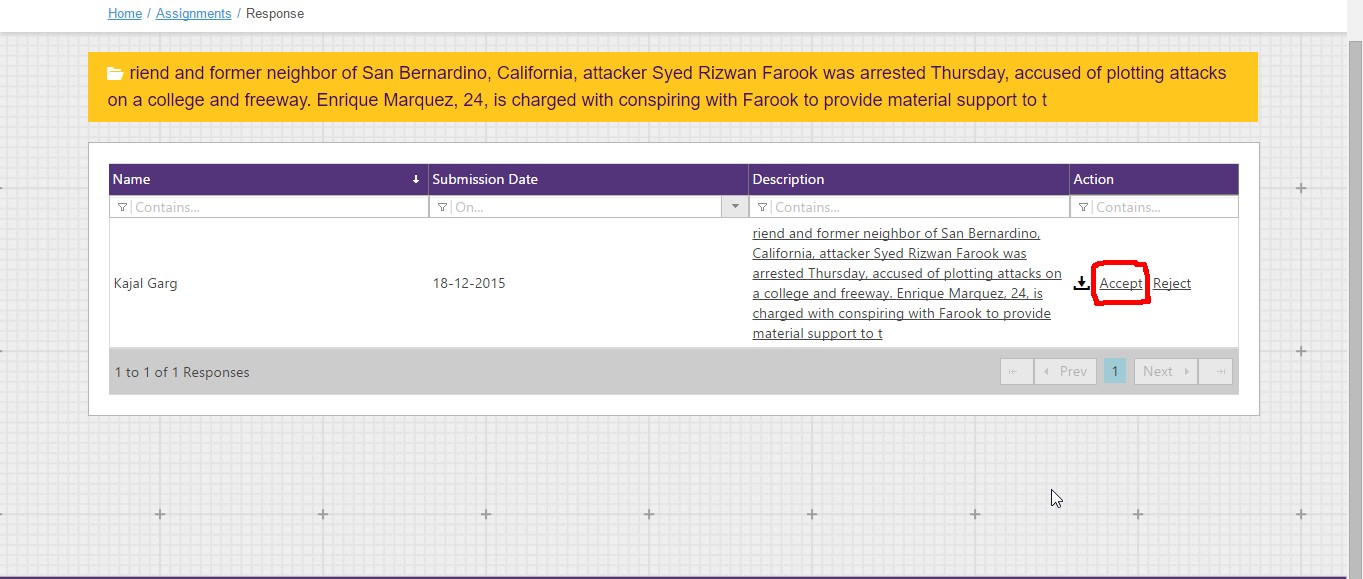 Home / Assignments / Response
riend and former neighbor of San Bernardino, California, attacker Syed Rizwan Farook was arrested Thursday, accused of plotting attacks
on a college and freeway. Enrique Marquez, 24, is charged with conspiring with Farook to provide material support to t
Name Submission Date Description Action
Contains... On... Contains... Contains...
Kajal Garg 18-12-2015
riend and former neighbor of San Bernardino,
California, attacker Syed Rizwan Farook was
arrested Thursday, accused of plotting attacks on
a college and freeway. Enrique Marquez, 24, is
charged with conspiring with Farook to provide
material support to t
Accept Reject
1 to 1 of 1 Responses Prev 1 Next